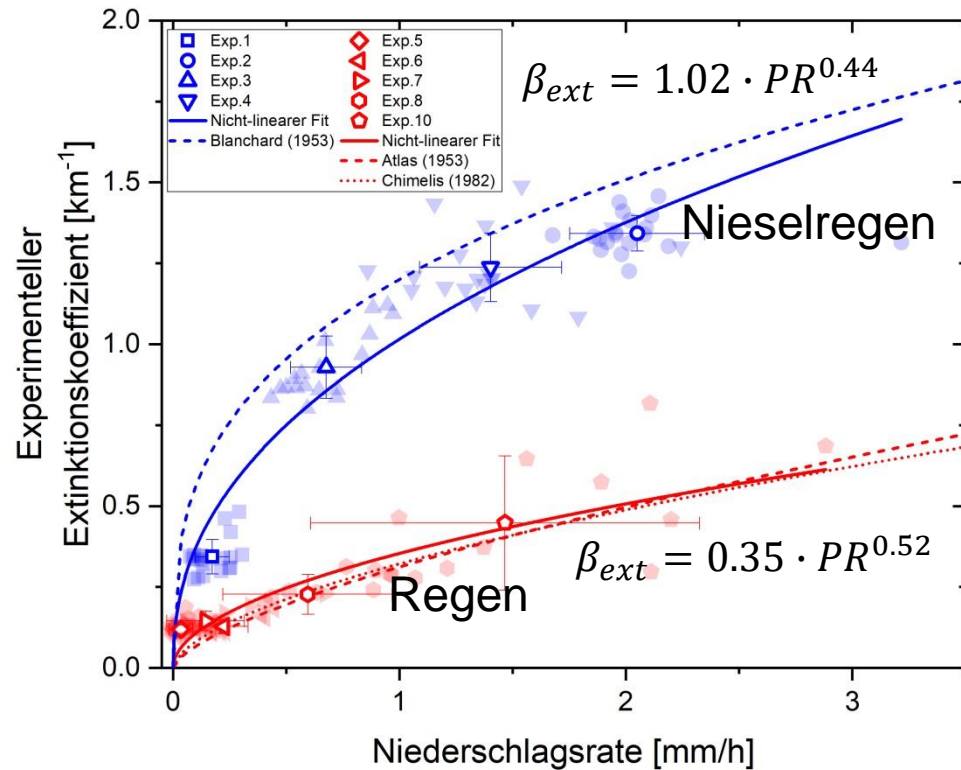 2.0
1.5
1.0
0.5
0.0
0
1
2
3
Experimenteller
Extinktionskoeffizient [km⁻¹]
Niederschlagsrate [mm/h]
Exp.1
Exp.2
Exp.3
Exp.4
Nicht-linearer Fit
Blanchard (1953)
Exp.5
Exp.6
Exp.7
Exp.8
Exp.10
Nicht-linearer Fit
Atlas (1953)
Chimelis (1982)
β_ext = 1.02 · PR^0.44
Nieselregen
β_ext = 0.35 · PR^0.52
Regen